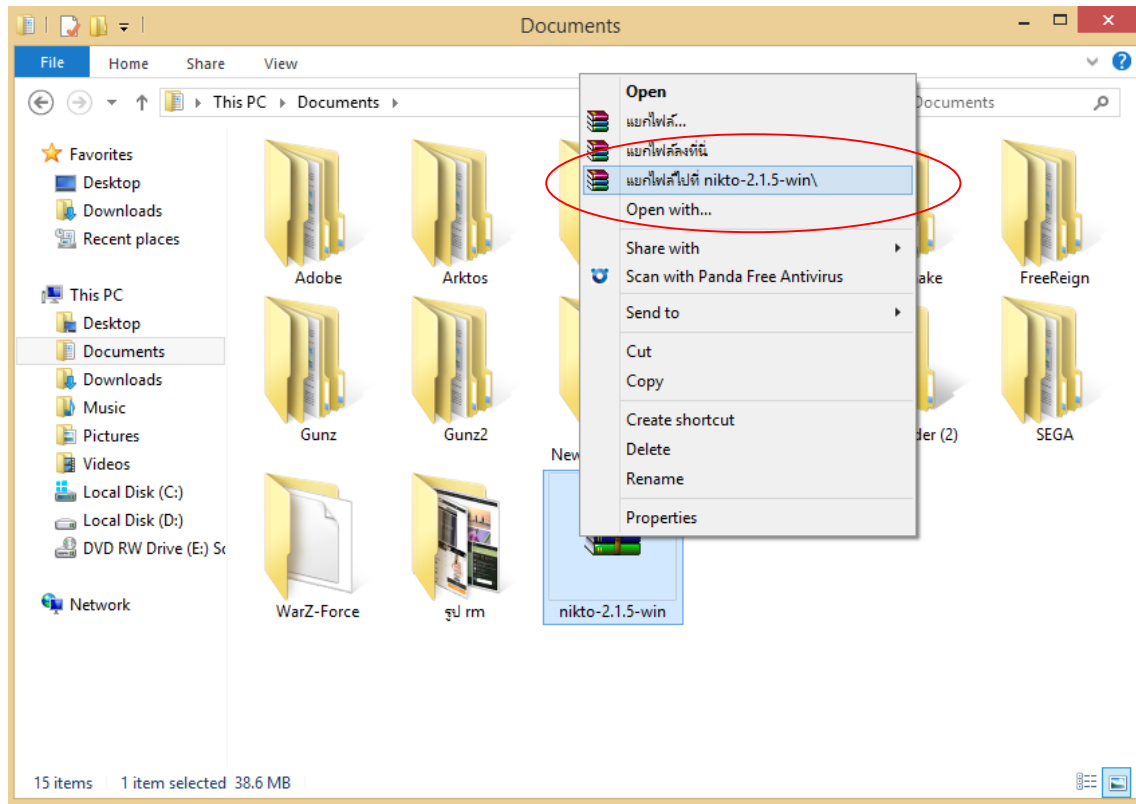 Documents
File Home Share View
This PC Documents
Documents
Favorites
Desktop
Downloads
Recent places
This PC
Desktop
Documents
Downloads
Music
Pictures
Videos
Local Disk (C:)
Local Disk (D:)
DVD RW Drive (E:)
Network
Open
แยกไฟล์...
แยกไฟล์ลงที่นี่
แยกไฟล์ไปที่ nikto-2.1.5-win\
Open with...
Share with
Scan with Panda Free Antivirus
Send to
Cut
Copy
Create shortcut
Delete
Rename
Properties
Adobe Arktos FreeReign
Gunz Gunz2 New (2) SEGA
WarZ-Force รูป rm nikto-2.1.5-win
15 items 1 item selected 38.6 MB